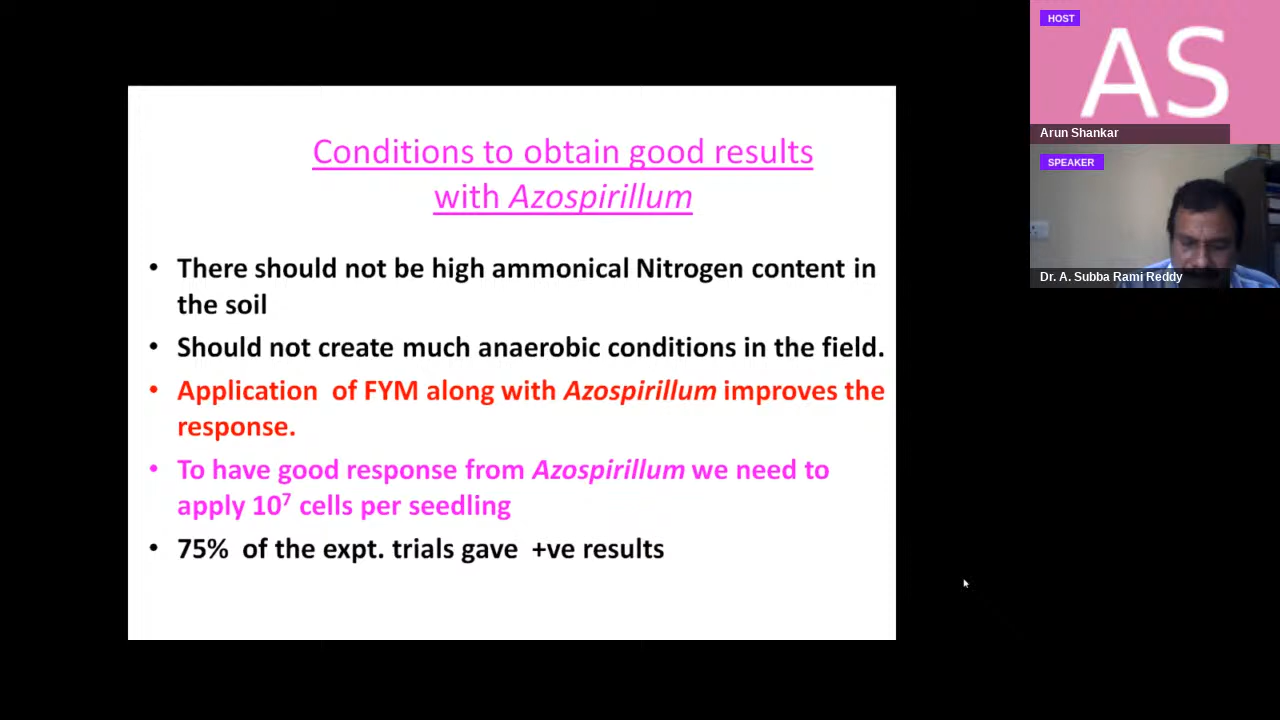 Conditions to obtain good results
with Azospirillum
• There should not be high ammonical Nitrogen content in
the soil
• Should not create much anaerobic conditions in the field.
• Application of FYM along with Azospirillum improves the
response.
• To have good response from Azospirillum we need to
apply 10⁷ cells per seedling
• 75% of the expt. trials gave +ve results
HOST
AS
Arun Shankar
SPEAKER
Dr. A. Subba Rami Reddy